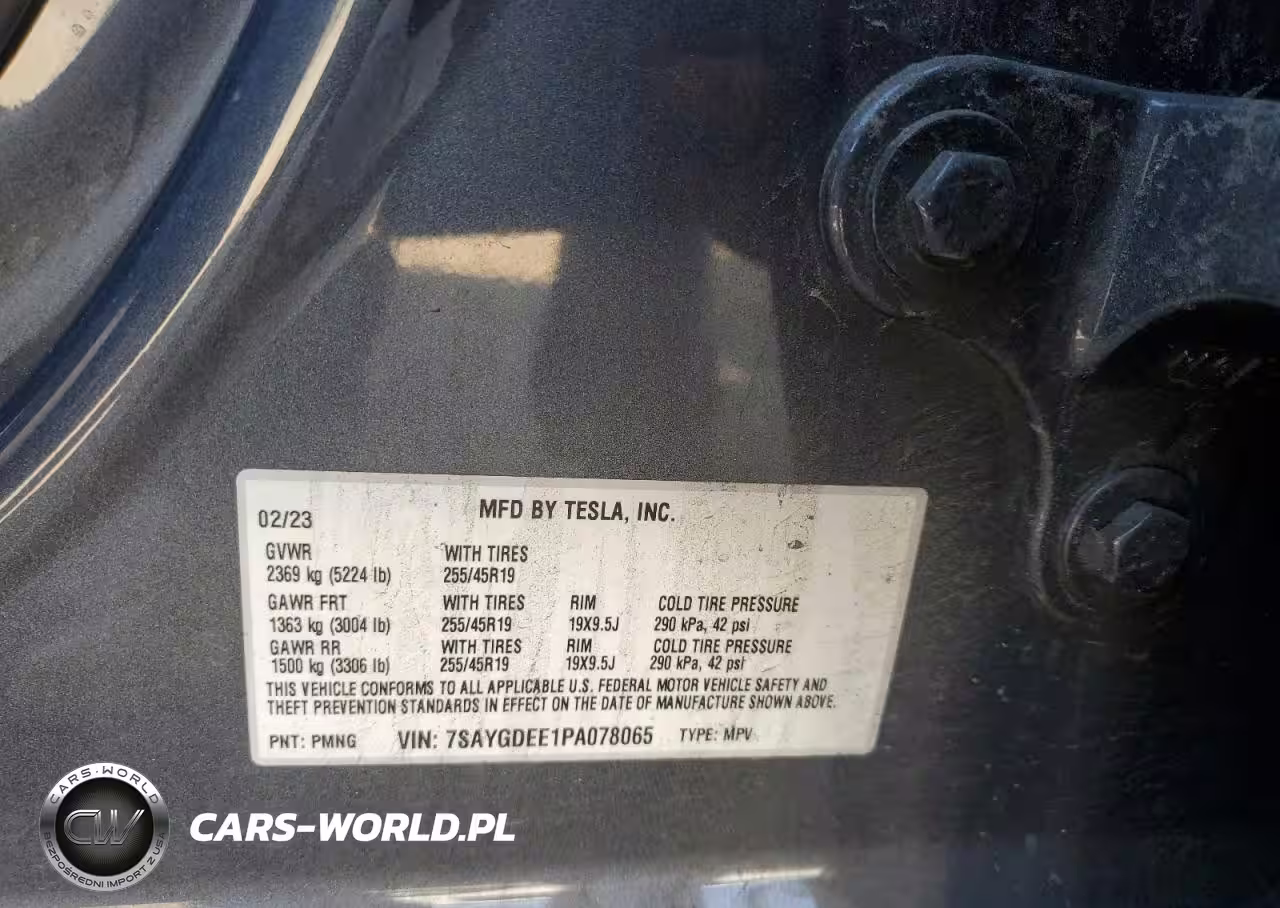 02/23 MFD BY TESLA, INC.
GVWR WITH TIRES
2369 kg (5224 lb) 255/45R19
GAWR FRT WITH TIRES RIM COLD TIRE PRESSURE
1363 kg (3004 lb) 255/45R19 19X9.5J 290 kPa, 42 psi
GAWR RR WITH TIRES RIM COLD TIRE PRESSURE
1500 kg (3306 lb) 255/45R19 19X9.5J 290 kPa, 42 psi
THIS VEHICLE CONFORMS TO ALL APPLICABLE U.S. FEDERAL MOTOR VEHICLE SAFETY AND
THEFT PREVENTION STANDARDS IN EFFECT ON THE DATE OF MANUFACTURE SHOWN ABOVE.
PNT: PMNG VIN: 7SAYGDEE1PA078065 TYPE: MPV
CARS-WORLD
CW
BEZPOŚREDNI IMPORT Z USA
CARS-WORLD.PL